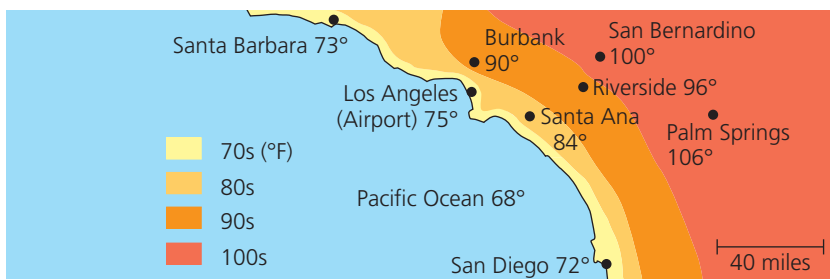 Santa Barbara 73°
Burbank
90°
San Bernardino
100°
Los Angeles
(Airport) 75°
Riverside 96°
Santa Ana
84°
Palm Springs
106°
70s (°F)
80s
90s
100s
Pacific Ocean 68°
San Diego 72°
40 miles